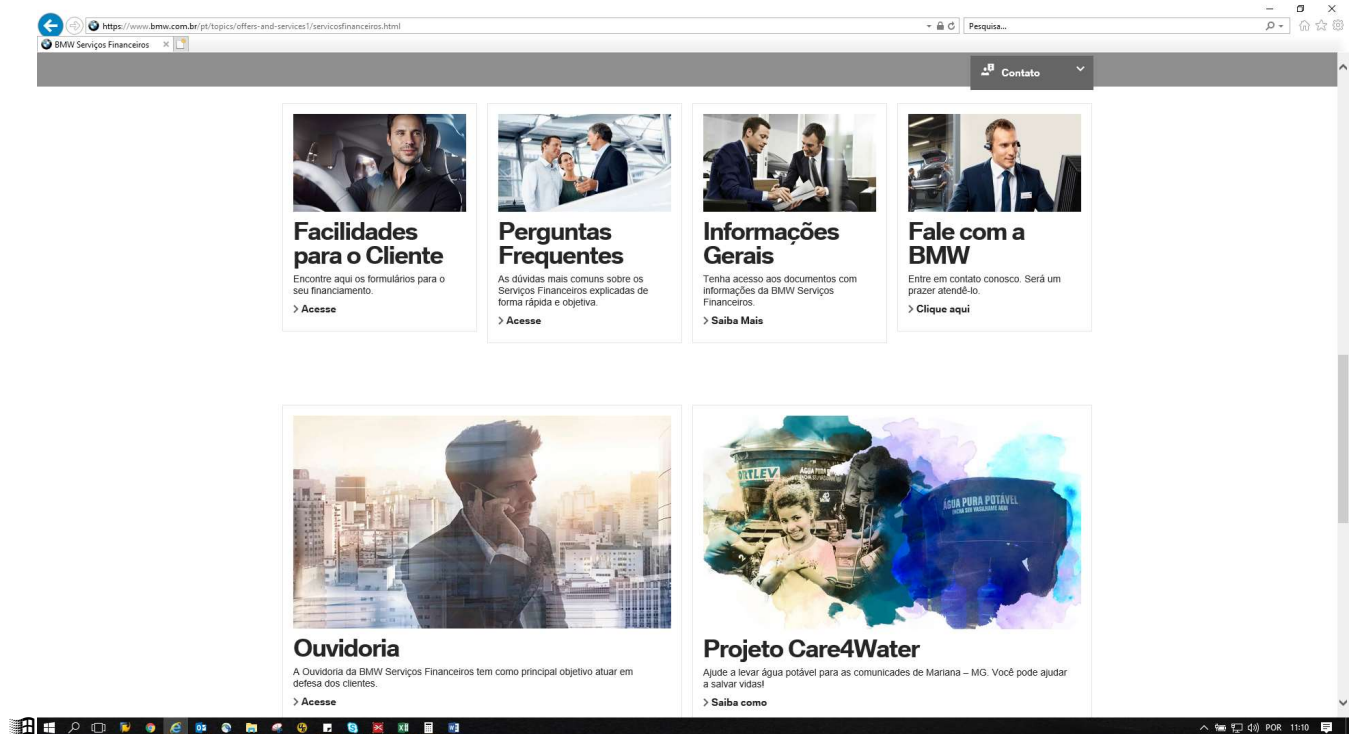 https://www.bmw.com.br/pt/topics/offers-and-services1/servicosfinanceiros.html
Pesquisa...
BMW Serviços Financeiros
Contato
Facilidades
para o Cliente
Encontre aqui os formulários para o
seu financiamento.
Acesse
Perguntas
Frequentes
As dúvidas mais comuns sobre os
Serviços Financeiros explicadas de
forma rápida e objetiva.
Acesse
Informações
Gerais
Tenha acesso aos documentos com
informações da BMW Serviços
Financeiros.
Saiba Mais
Fale com a
BMW
Entre em contato conosco. Será um
prazer atendê-lo.
Clique aqui
Ouvidoria
A Ouvidoria da BMW Serviços Financeiros tem como principal objetivo atuar em
defesa dos clientes.
Acesse
ORTLEV
ÁGUA PURA POTÁVEL
Projeto Care4Water
Ajude a levar água potável para as comunicades de Mariana – MG. Você pode ajudar
a salvar vidas!
Saiba como
POR 11:10